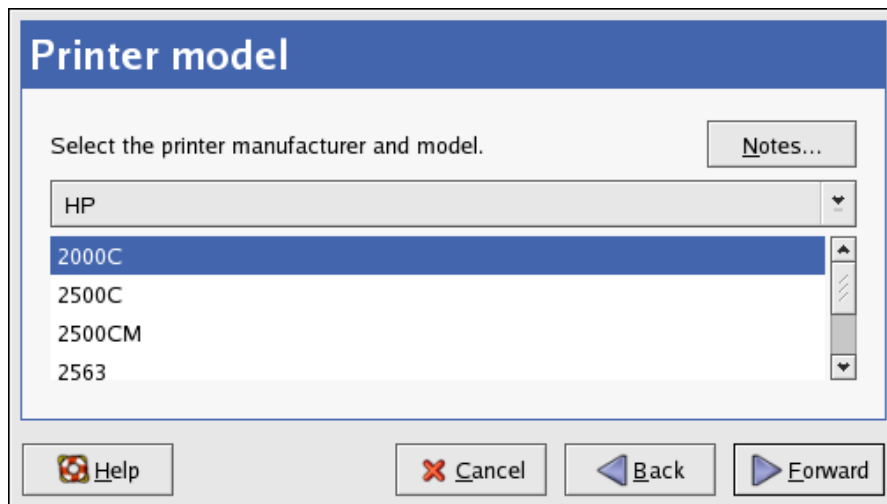 Printer model
Select the printer manufacturer and model.
Notes...
HP
2000C
2500C
2500CM
2563
Help
Cancel
Back
Forward